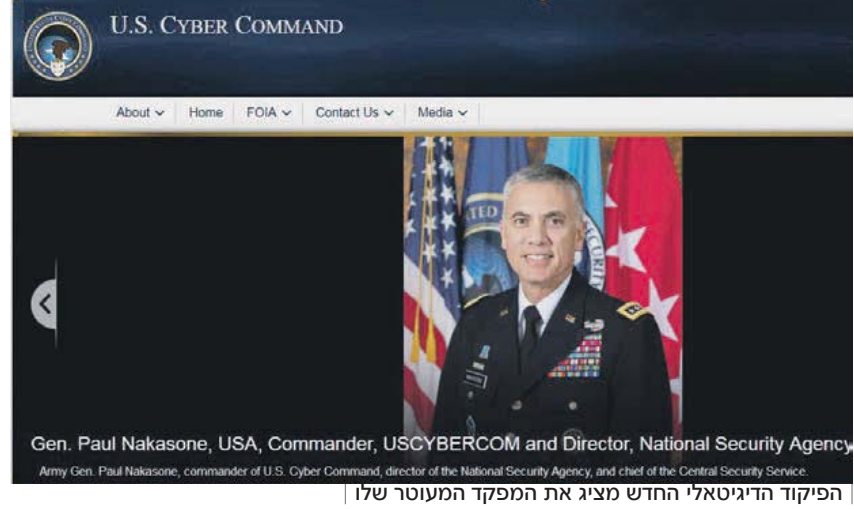 U.S. CYBER COMMAND
About Home FOIA Contact Us Media
Gen. Paul Nakasone, USA, Commander, USCYBERCOM and Director, National Security Agency
Army Gen. Paul Nakasone, commander of U.S. Cyber Command, director of the National Security Agency, and chief of the Central Security Service.
הפיקוד הדיגיטאלי החדש מציג את המפקד המעוטר שלו